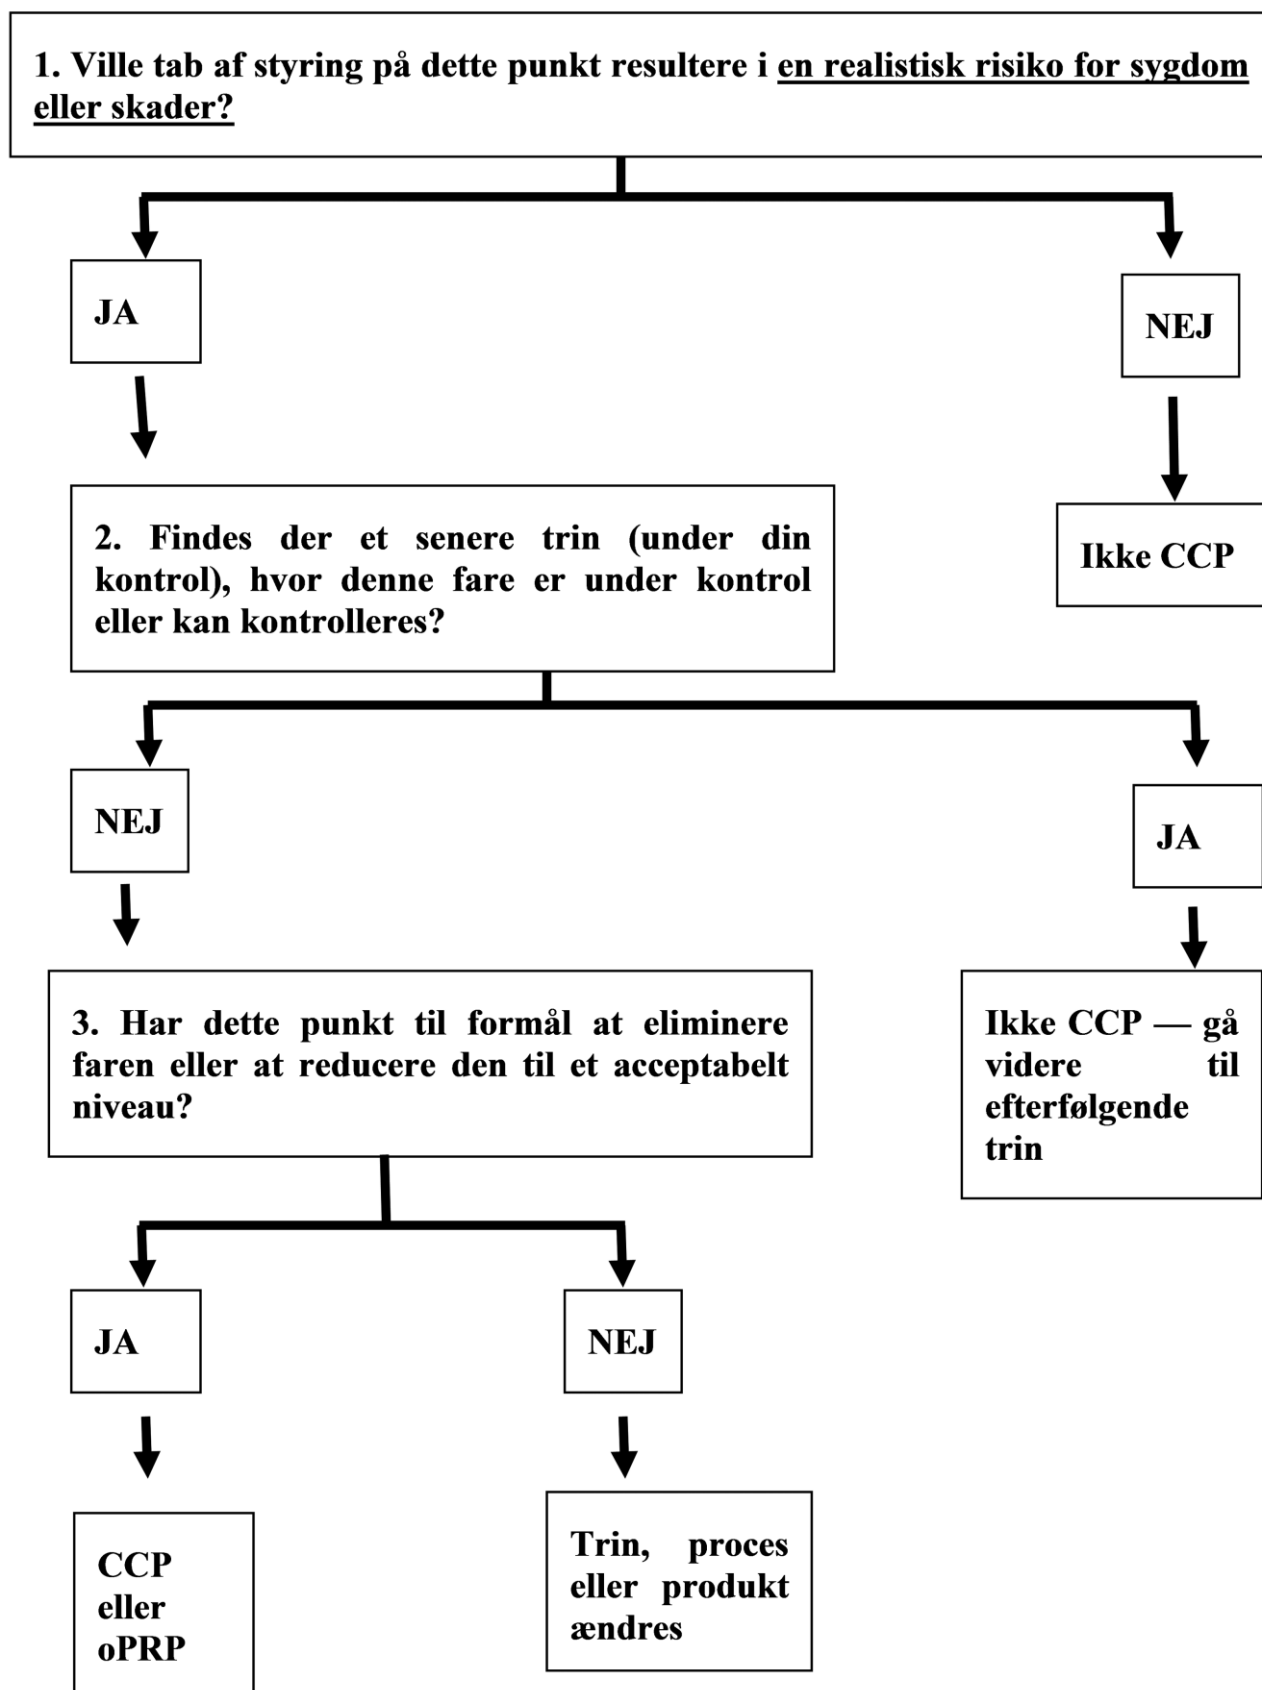 1. Ville tab af styring på dette punkt resultere i en realistisk risiko for sygdom
eller skader?
JA
NEJ
2. Findes der et senere trin (under din
kontrol), hvor denne fare er under kontrol
eller kan kontrolleres?
Ikke CCP
NEJ
JA
3. Har dette punkt til formål at eliminere
faren eller at reducere den til et acceptabelt
niveau?
Ikke CCP — gå
videre til
efterfølgende
trin
JA
NEJ
CCP
eller
oPRP
Trin, proces
eller produkt
ændres